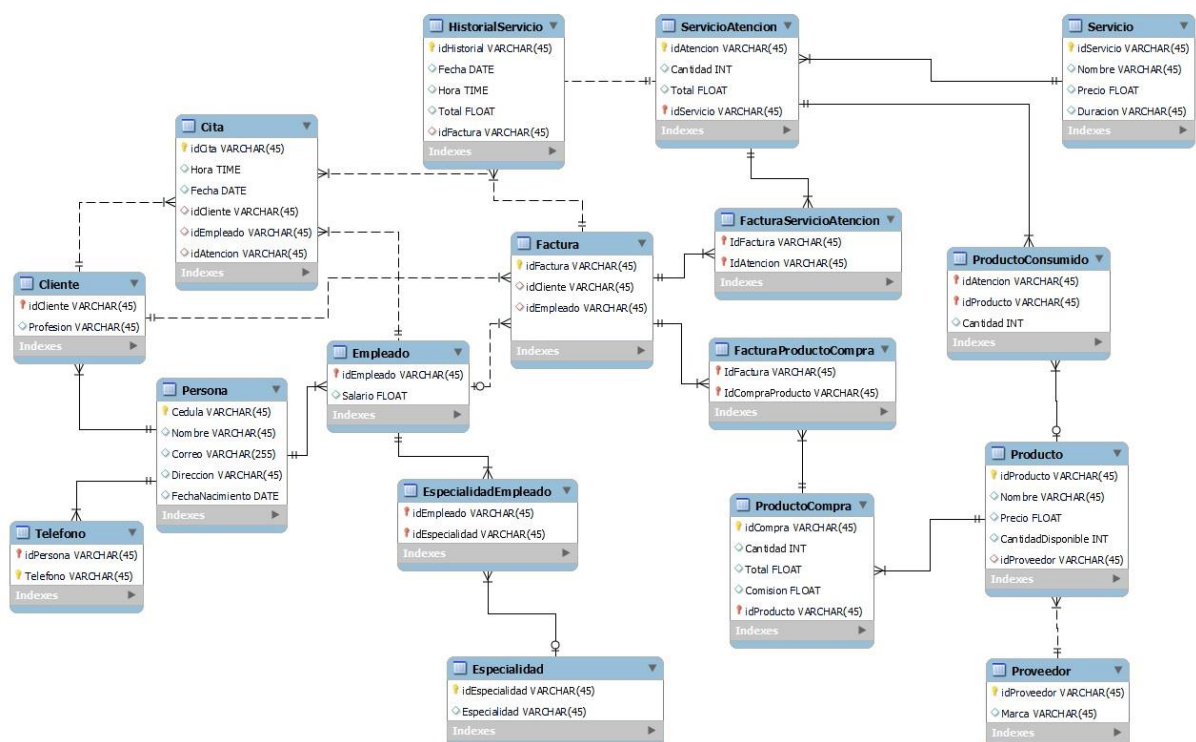 HistorialServicio
idHistorial VARCHAR(45)
Fecha DATE
Hora TIME
Total FLOAT
idFactura VARCHAR(45)
Indexes
ServicioAtencion
idAtencion VARCHAR(45)
Cantidad INT
Total FLOAT
idServicio VARCHAR(45)
Indexes
Servicio
idServicio VARCHAR(45)
Nombre VARCHAR(45)
Precio FLOAT
Duracion VARCHAR(45)
Indexes
Cita
idCita VARCHAR(45)
Hora TIME
Fecha DATE
idCliente VARCHAR(45)
idEmpleado VARCHAR(45)
idAtencion VARCHAR(45)
Indexes
FacturaServicioAtencion
IdFactura VARCHAR(45)
IdAtencion VARCHAR(45)
Indexes
Factura
idFactura VARCHAR(45)
idCliente VARCHAR(45)
idEmpleado VARCHAR(45)
Indexes
ProductoConsumido
idAtencion VARCHAR(45)
idProducto VARCHAR(45)
Cantidad INT
Indexes
Cliente
idCliente VARCHAR(45)
Profesion VARCHAR(45)
Indexes
Empleado
idEmpleado VARCHAR(45)
Salario FLOAT
Indexes
FacturaProductoCompra
IdFactura VARCHAR(45)
IdCompraProducto VARCHAR(45)
Indexes
Persona
Cedula VARCHAR(45)
Nombre VARCHAR(45)
Correo VARCHAR(255)
Direccion VARCHAR(45)
FechaNacimiento DATE
Indexes
Producto
idProducto VARCHAR(45)
Nombre VARCHAR(45)
Precio FLOAT
CantidadDisponible INT
idProveedor VARCHAR(45)
Indexes
EspecialidadEmpleado
idEmpleado VARCHAR(45)
idEspecialidad VARCHAR(45)
Indexes
ProductoCompra
idCompra VARCHAR(45)
Cantidad INT
Total FLOAT
Comision FLOAT
idProducto VARCHAR(45)
Indexes
Telefono
idPersona VARCHAR(45)
Telefono VARCHAR(45)
Indexes
Especialidad
idEspecialidad VARCHAR(45)
Especialidad VARCHAR(45)
Indexes
Proveedor
idProveedor VARCHAR(45)
Marca VARCHAR(45)
Indexes